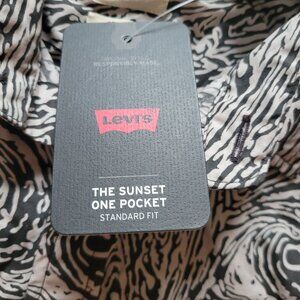 RESPONSIBLY MADE
Levi's
THE SUNSET
ONE POCKET
STANDARD FIT